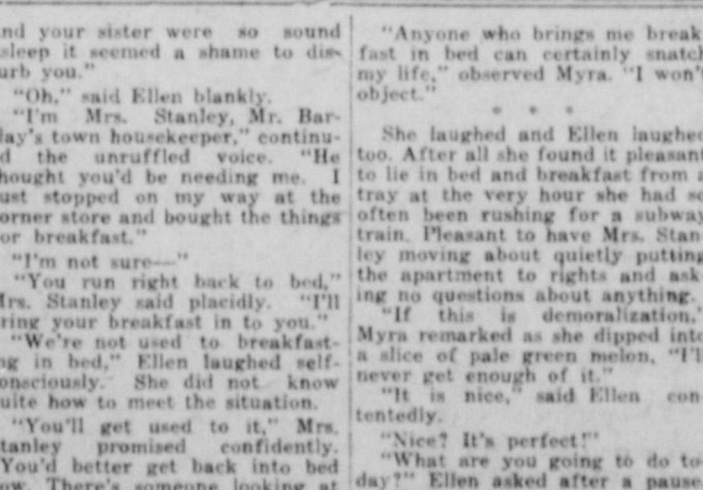 nd your sister were so sound
sleep it seemed a shame to dis-
urb you."
"Oh," said Ellen blankly.
"I'm Mrs. Stanley, Mr. Bar-
lay's town housekeeper," continu-
d the unruffled voice. "He
hought you'd be needing me. I
ust stopped on my way at the
orner store and bought the things
or breakfast."
"I'm not sure—"
"You run right back to bed,"
Mrs. Stanley said placidly. "I'll
ring your breakfast in to you."
"We're not used to breakfast-
ng in bed," Ellen laughed self-
onsciously. She did not know
uite how to meet the situation.
"You'll get used to it," Mrs.
tanley promised confidently.
"You'd better get back into bed
ow. There's someone looking at
"Anyone who brings me break
fast in bed can certainly snatch
my life," observed Myra. "I won't
object."
* * *
She laughed and Ellen laughed
too. After all she found it pleasant
to lie in bed and breakfast from a
tray at the very hour she had so
often been rushing for a subway
train. Pleasant to have Mrs. Stan
ley moving about quietly putting
the apartment to rights and ask-
ing no questions about anything.
"If this is demoralization,"
Myra remarked as she dipped into
a slice of pale green melon, "I'll
never get enough of it."
"It is nice," said Ellen con
tentedly.
"Nice? It's perfect!"
"What are you going to do to-
day?" Ellen asked after a pause.